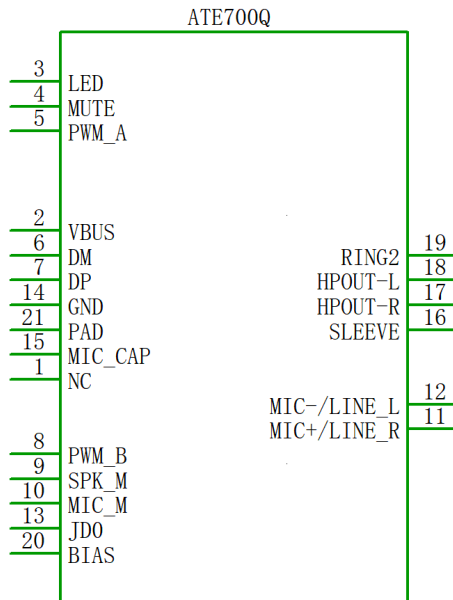 ATE700Q
3 LED
4 MUTE
5 PWM_A
2 VBUS
6 DM
7 DP
14 GND
21 PAD
15 MIC_CAP
1 NC
RING2 19
HPOUT-L 18
HPOUT-R 17
SLEEVE 16
MIC-/LINE_L 12
MIC+/LINE_R 11
8 PWM_B
9 SPK_M
10 MIC_M
13 JD0
20 BIAS